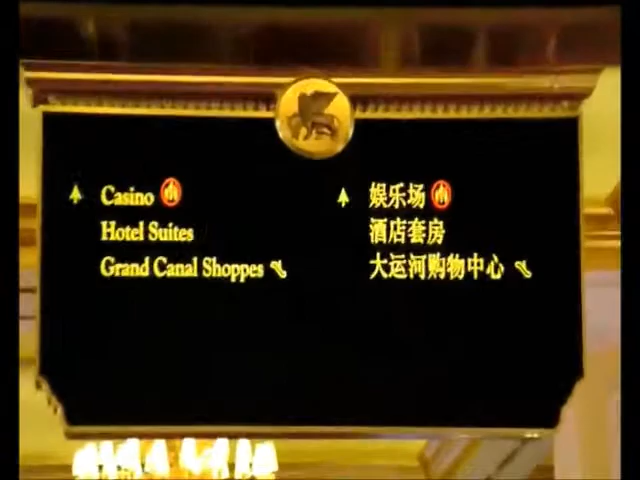 Casino
Hotel Suites
Grand Canal Shoppes
娱乐场
酒店套房
大运河购物中心